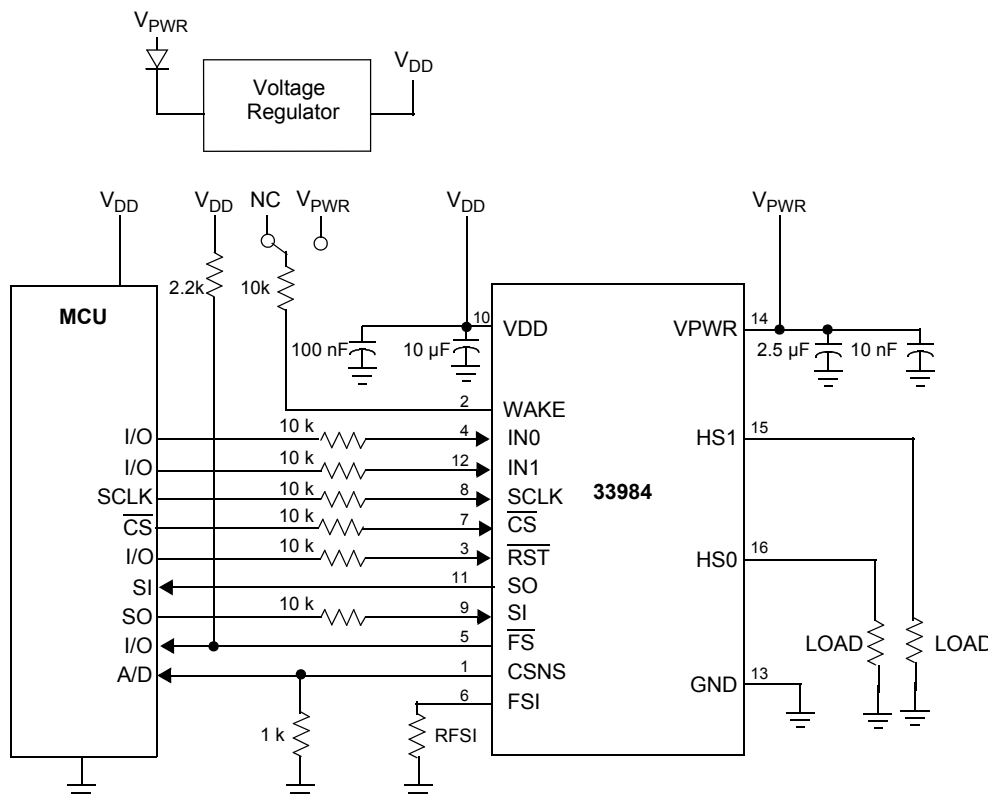 VPWR
Voltage
Regulator
VDD
VDD
VDD
NC
VPWR
VDD
VPWR
2.2k
10k
MCU
100 nF
10 µF
10
VDD
VPWR
14
2.5 µF
10 nF
2
WAKE
I/O
10 k
4
IN0
HS1
15
I/O
10 k
12
IN1
SCLK
10 k
8
SCLK
33984
CS
10 k
7
CS
I/O
10 k
3
RST
HS0
16
SI
11
SO
SO
10 k
9
SI
I/O
5
FS
LOAD
LOAD
A/D
1
CSNS
GND
13
6
FSI
1 k
RFSI